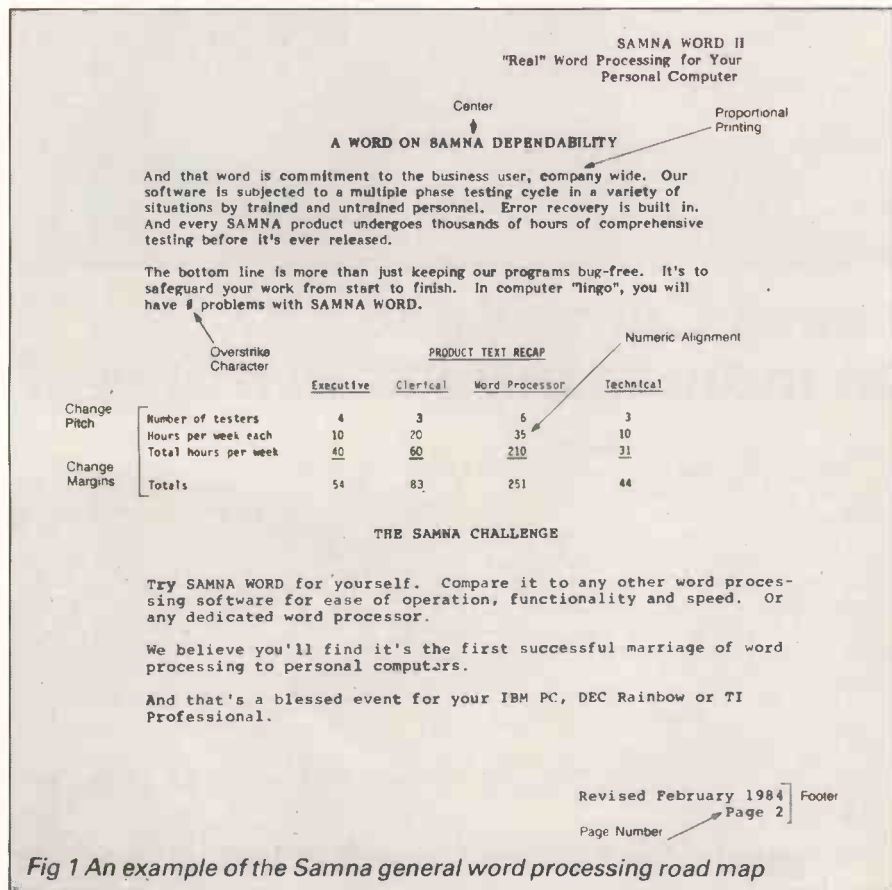 SAMNA WORD II
"Real" Word Processing for Your
Personal Computer
Center
Proportional
Printing
A WORD ON SAMNA DEPENDABILITY
And that word is commitment to the business user, company wide. Our
software is subjected to a multiple phase testing cycle in a variety of
situations by trained and untrained personnel. Error recovery is built in.
And every SAMNA product undergoes thousands of hours of comprehensive
testing before it's ever released.
The bottom line is more than just keeping our programs bug-free. It's to
safeguard your work from start to finish. In computer "lingo", you will
have problems with SAMNA WORD.
Overstrike
Character
Numeric Alignment
PRODUCT TEXT RECAP
Executive Clerical Word Processor Technical
Change
Pitch
Number of testers 4 3 6 3
Hours per week each 10 20 35 10
Total hours per week 40 60 210 31
Change
Margins
Totals 54 83 251 44
THE SAMNA CHALLENGE
Try SAMNA WORD for yourself. Compare it to any other word proces-
sing software for ease of operation, functionality and speed. Or
any dedicated word processor.
We believe you'll find it's the first successful marriage of word
processing to personal computers.
And that's a blessed event for your IBM PC, DEC Rainbow or TI
Professional.
Revised February 1984 Footer
Page 2
Page Number
Fig 1 An example of the Samna general word processing road map